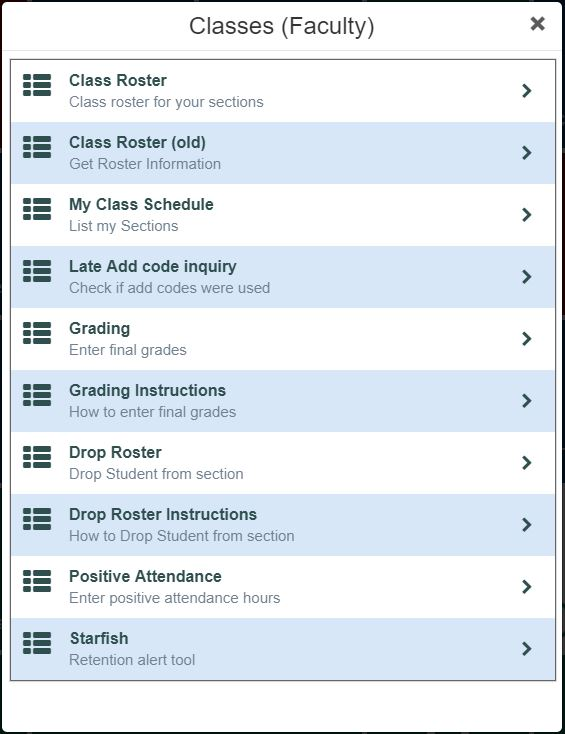 Classes (Faculty)
Class Roster
Class roster for your sections
Class Roster (old)
Get Roster Information
My Class Schedule
List my Sections
Late Add code inquiry
Check if add codes were used
Grading
Enter final grades
Grading Instructions
How to enter final grades
Drop Roster
Drop Student from section
Drop Roster Instructions
How to Drop Student from section
Positive Attendance
Enter positive attendance hours
Starfish
Retention alert tool